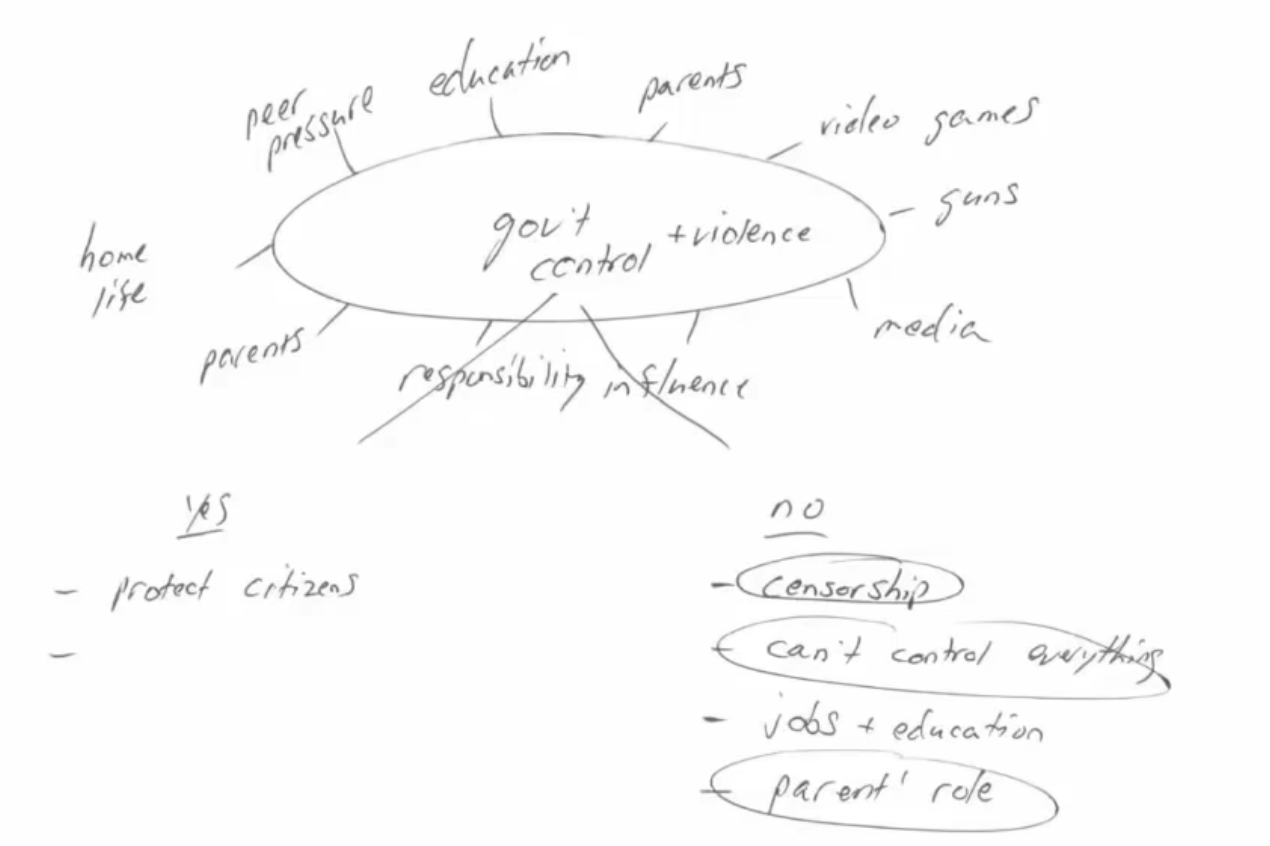 education
parents
peer
pressure
video games
guns
gov't
control
+violence
home
life
media
parents
responsibility
influence
yes
- protect citizens
-
no
- censorship
- can't control everything
- jobs + education
- parent' role